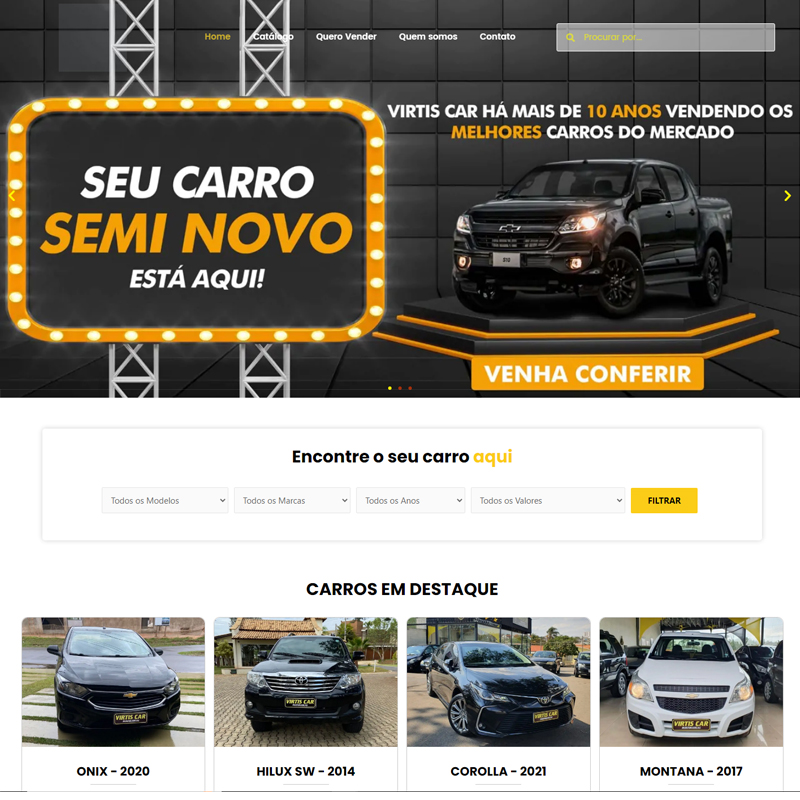 Home Catálogo Quero Vender Quem somos Contato Procurar por...
VIRTIS CAR HÁ MAIS DE 10 ANOS VENDENDO OS
MELHORES CARROS DO MERCADO
SEU CARRO
SEMI NOVO
ESTÁ AQUI!
S10
VENHA CONFERIR
Encontre o seu carro aqui
Todos os Modelos Todos os Marcas Todos os Anos Todos os Valores FILTRAR
CARROS EM DESTAQUE
VIRTIS CAR VIRTIS CAR VIRTIS CAR VIRTIS CAR
ONIX - 2020 HILUX SW - 2014 COROLLA - 2021 MONTANA - 2017